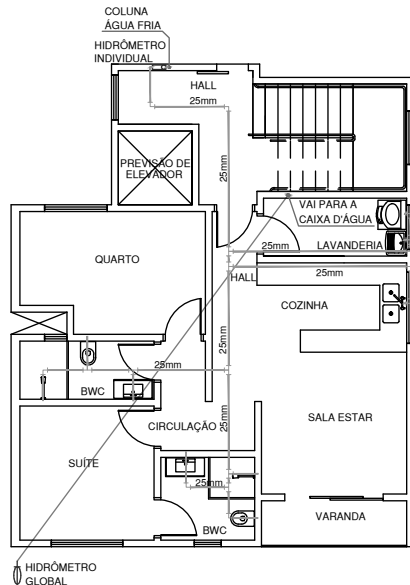 COLUNA
ÁGUA FRIA
HIDRÔMETRO
INDIVIDUAL
HALL
25mm
25mm
PREVISÃO DE
ELEVADOR
VAI PARA A
CAIXA D'ÁGUA
25mm
LAVANDERIA
QUARTO
HALL
25mm
COZINHA
25mm
25mm
BWC
CIRCULAÇÃO
25mm
SALA ESTAR
SUÍTE
25mm
BWC
VARANDA
HIDRÔMETRO
GLOBAL